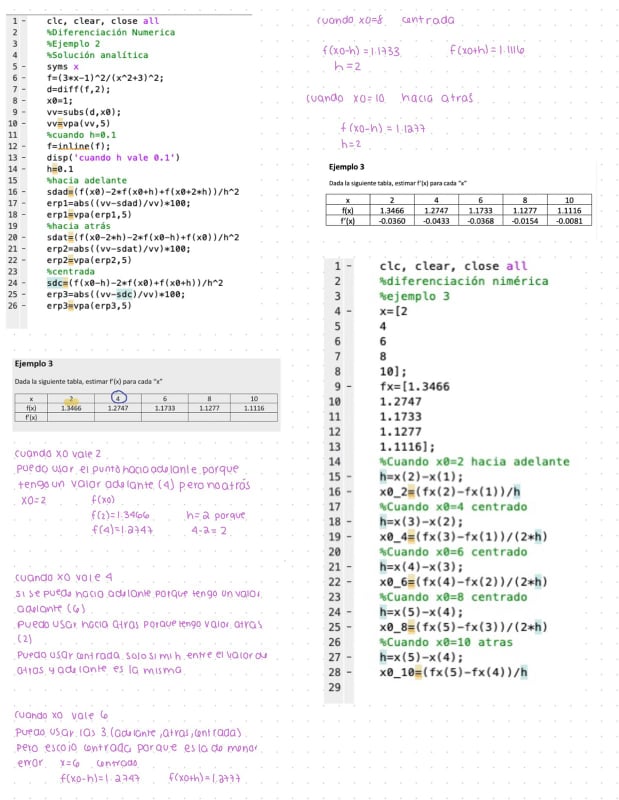 1 - clc, clear, close all
2 %Diferenciación Numerica
3 %Ejemplo 2
4 %Solución analítica
5 - syms x
6 - f=(3*x-1)^2/(x^2+3)^2;
7 - d=diff(f,2);
8 - x0=1;
9 - vv=subs(d,x0);
10 - vv=vpa(vv,5)
11 %cuando h=0.1
12 - f=inline(f);
13 - disp('cuando h vale 0.1')
14 - h=0.1
15 %hacia adelante
16 - sdad=(f(x0)-2*f(x0+h)+f(x0+2*h))/h^2
17 - erp1=abs((vv-sdad)/vv)*100;
18 - erp1=vpa(erp1,5)
19 %hacia atrás
20 - sdat=(f(x0-2*h)-2*f(x0-h)+f(x0))/h^2
21 - erp2=abs((vv-sdat)/vv)*100;
22 - erp2=vpa(erp2,5)
23 %centrada
24 - sdc=(f(x0-h)-2*f(x0)+f(x0+h))/h^2
25 - erp3=abs((vv-sdc)/vv)*100;
26 - erp3=vpa(erp3,5)
Ejemplo 3
Dada la siguiente tabla, estimar f'(x) para cada "x"
x 2 4 6 8 10
f(x) 1.3466 1.2747 1.1733 1.1277 1.1116
f'(x)
cuando x0 vale 2
puedo usar el punto hacia adelante porque
tengo un valor adelante (4) pero no atrás
x0=2 f(x0)
f(2)=1.3466 h=2 porque
f(4)=1.2747 4-2=2
cuando x0 vale 4
si se puede hacia adelante porque tengo un valor
adelante (6)
Puedo usar hacia atras porque tengo valor atras
(2)
Puedo usar centrada solo si mi h entre el valor de
atras y adelante es la misma
cuando x0 vale 6
puedo usar las 3 (adelante, atras, centrada)
pero escojo centrada porque es la de menor
error x=6 centrada
f(x0-h)=1.2747 f(x0+h)=1.2777
cuando x0=8 centrada
f(x0-h)=1.1733 f(x0+h)=1.1116
h=2
cuando x0=10 hacia atras
f(x0-h)=1.1277
h=2
Ejemplo 3
Dada la siguiente tabla, estimar f'(x) para cada "x"
x 2 4 6 8 10
f(x) 1.3466 1.2747 1.1733 1.1277 1.1116
f'(x) -0.0360 -0.0433 -0.0368 -0.0154 -0.0081
1 - clc, clear, close all
2 %diferenciación nimérica
3 %ejemplo 3
4 - x=[2
5 4
6 6
7 8
8 10];
9 - fx=[1.3466
10 1.2747
11 1.1733
12 1.1277
13 1.1116];
14 %Cuando x0=2 hacia adelante
15 - h=x(2)-x(1);
16 - x0_2=(fx(2)-fx(1))/h
17 %Cuando x0=4 centrado
18 - h=x(3)-x(2);
19 - x0_4=(fx(3)-fx(1))/(2*h)
20 %Cuando x0=6 centrado
21 - h=x(4)-x(3);
22 - x0_6=(fx(4)-fx(2))/(2*h)
23 %Cuando x0=8 centrado
24 - h=x(5)-x(4);
25 - x0_8=(fx(5)-fx(3))/(2*h)
26 %Cuando x0=10 atras
27 - h=x(5)-x(4);
28 - x0_10=(fx(5)-fx(4))/h
29